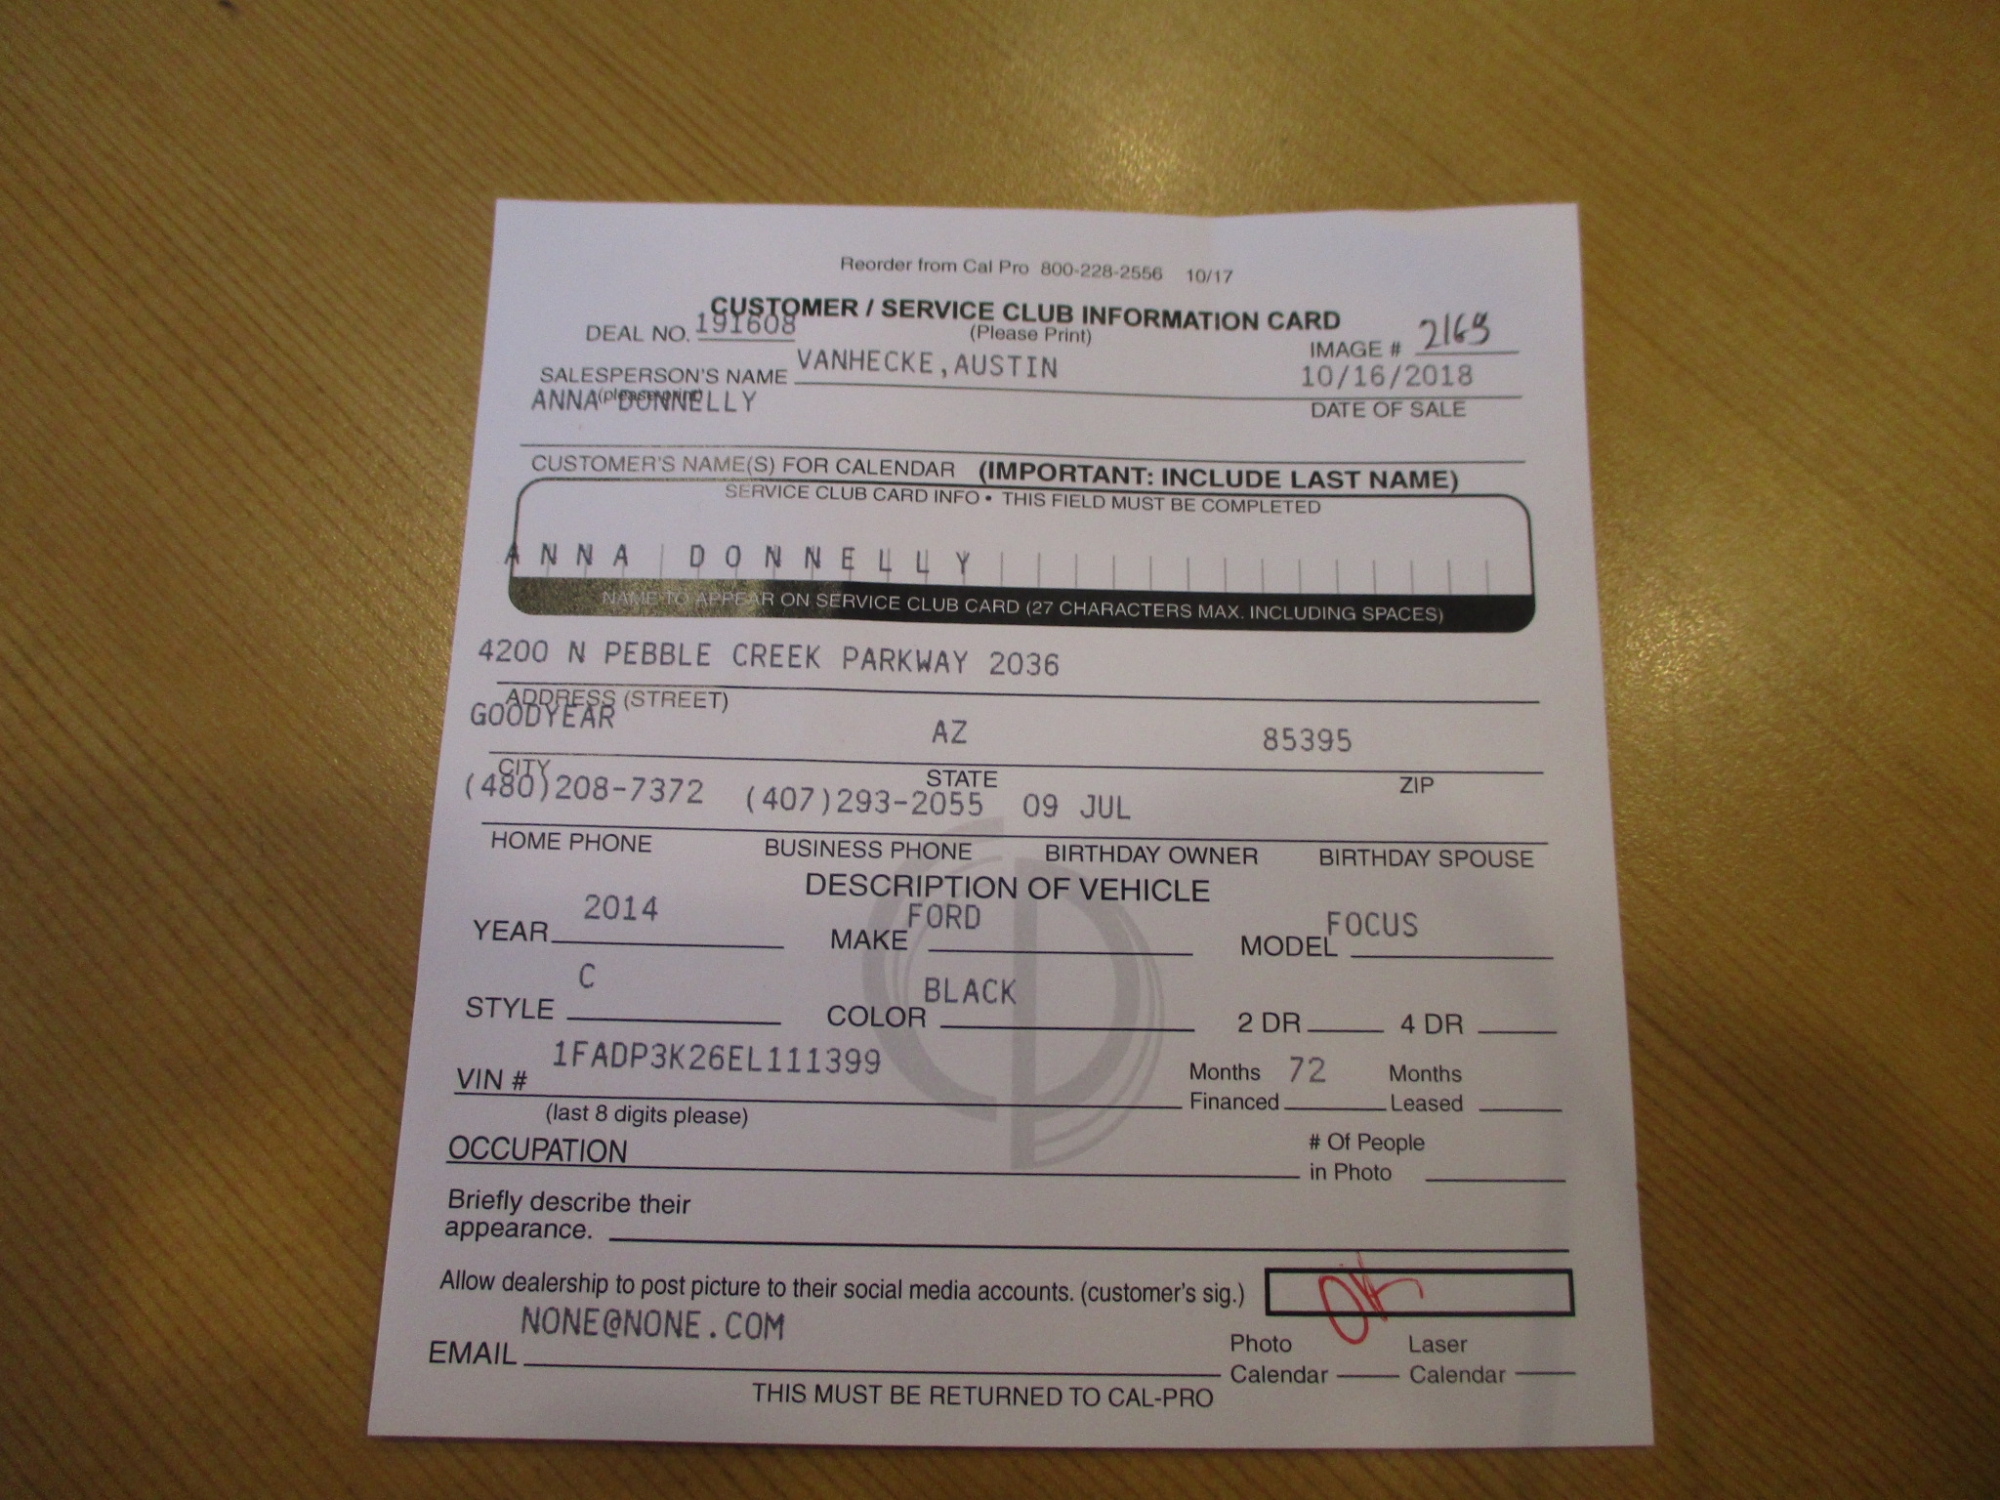 Reorder from Cal Pro 800-228-2556 10/17
CUSTOMER / SERVICE CLUB INFORMATION CARD
DEAL NO. 191608 (Please Print) IMAGE # 2169
SALESPERSON'S NAME VANHECKE,AUSTIN 10/16/2018
(please print) DATE OF SALE
ANNA DONNELLY
CUSTOMER'S NAME(S) FOR CALENDAR (IMPORTANT: INCLUDE LAST NAME)
SERVICE CLUB CARD INFO • THIS FIELD MUST BE COMPLETED
ANNA DONNELLY
NAME TO APPEAR ON SERVICE CLUB CARD (27 CHARACTERS MAX. INCLUDING SPACES)
4200 N PEBBLE CREEK PARKWAY 2036
ADDRESS (STREET)
GOODYEAR AZ 85395
CITY STATE ZIP
(480)208-7372 (407)293-2055 09 JUL
HOME PHONE BUSINESS PHONE BIRTHDAY OWNER BIRTHDAY SPOUSE
DESCRIPTION OF VEHICLE
YEAR 2014 MAKE FORD MODEL FOCUS
STYLE C COLOR BLACK 2 DR 4 DR
VIN # 1FADP3K26EL111399 Months Financed 72 Months Leased
(last 8 digits please)
OCCUPATION # Of People in Photo
Briefly describe their
appearance.
Allow dealership to post picture to their social media accounts. (customer's sig.)
EMAIL NONE@NONE.COM Photo Calendar Laser Calendar
THIS MUST BE RETURNED TO CAL-PRO